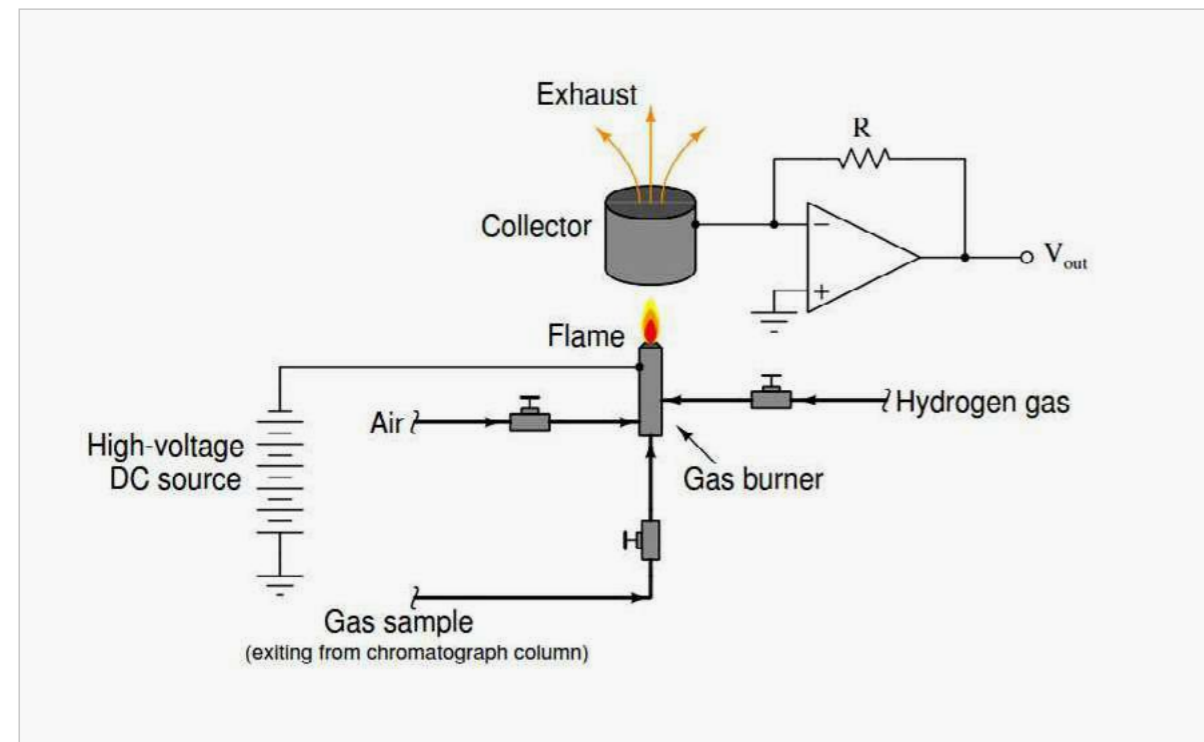 Exhaust
R
Collector
−
+
Vout
Flame
Air
Hydrogen gas
High-voltage
DC source
Gas burner
Gas sample
(exiting from chromatograph column)